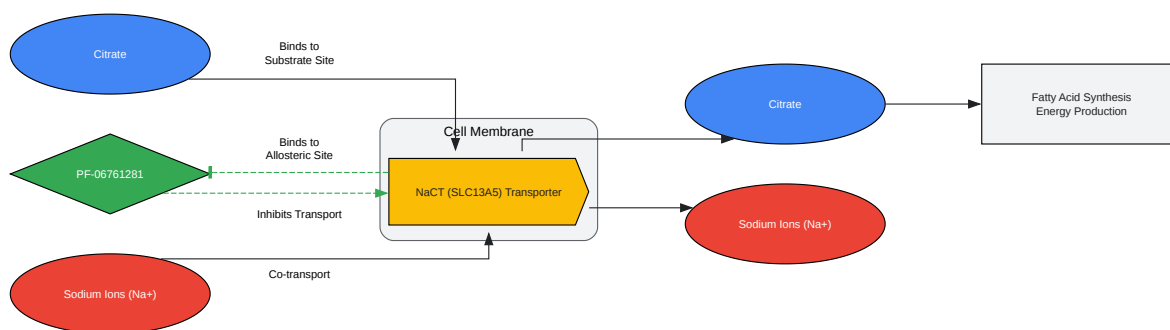 Citrate
Binds to
Substrate Site
Citrate
Fatty Acid Synthesis
Energy Production
Cell Membrane
Binds to
Allosteric Site
PF-06761281
NaCT (SLC13A5) Transporter
Inhibits Transport
Sodium Ions (Na+)
Co-transport
Sodium Ions (Na+)